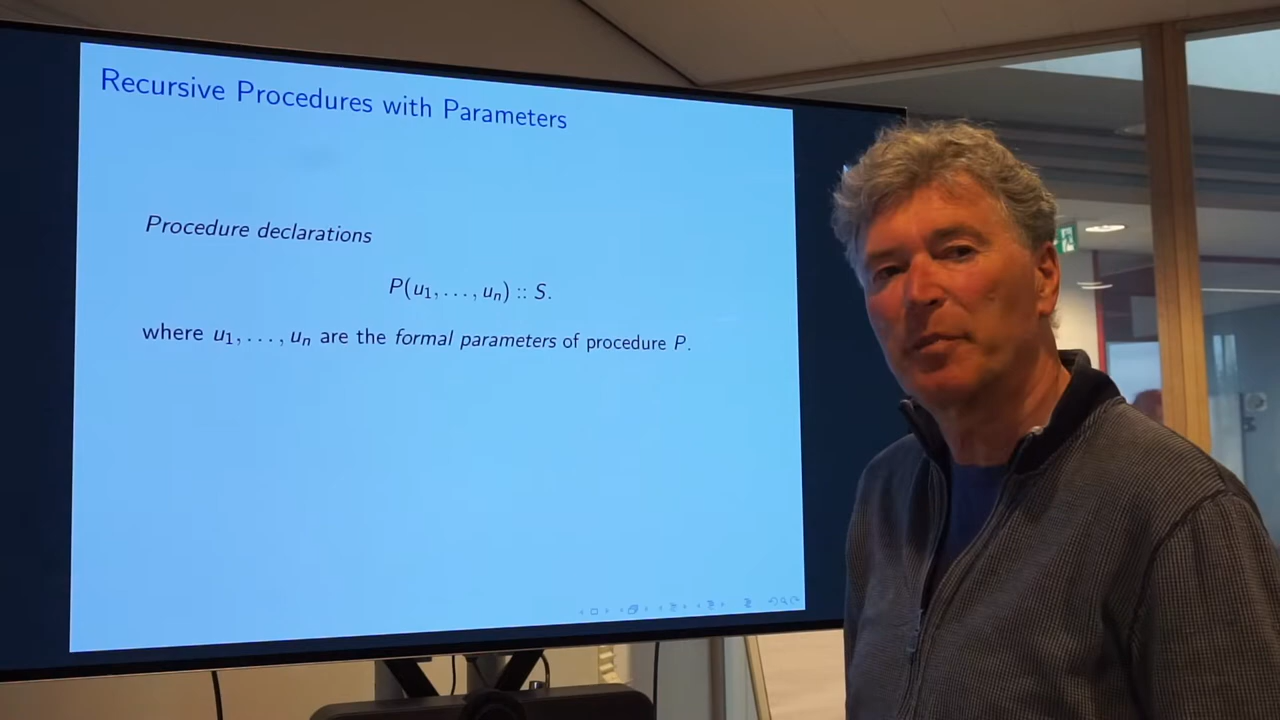 Recursive Procedures with Parameters
Procedure declarations
P(u₁, . . . , uₙ) :: S.
where u₁, . . . , uₙ are the formal parameters of procedure P.